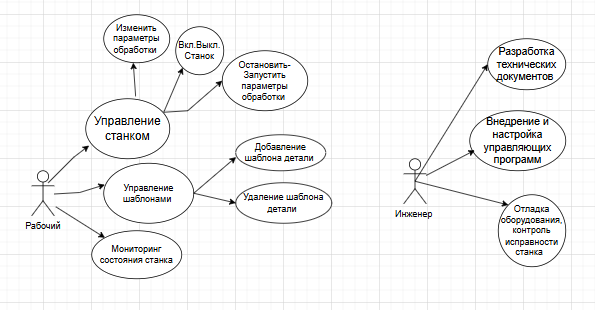 Изменить
параметры
обработки
Вкл.Выкл.
Станок
Остановить-
Запустить
параметры
обработки
Управление
станком
Добавление
шаблона детали
Управление
шаблонами
Удаление шаблона
детали
Рабочий
Мониторинг
состояния станка
Разработка
технических
документов
Внедрение и
настройка
управляющих
программ
Инженер
Отладка
оборудования,
контроль
исправности
станка